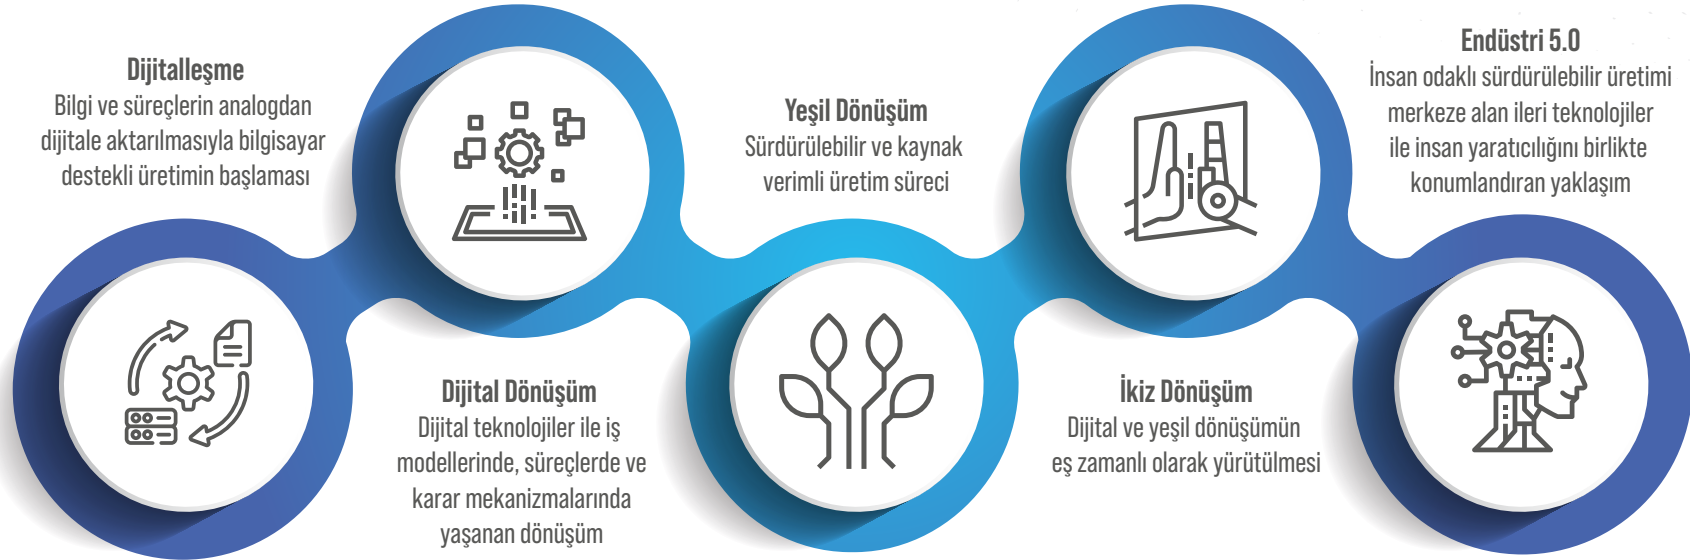 Dijitalleşme
Bilgi ve süreçlerin analogdan
dijitale aktarılmasıyla bilgisayar
destekli üretimin başlaması
Dijital Dönüşüm
Dijital teknolojiler ile iş
modellerinde, süreçlerde ve
karar mekanizmalarında
yaşanan dönüşüm
Yeşil Dönüşüm
Sürdürülebilir ve kaynak
verimli üretim süreci
İkiz Dönüşüm
Dijital ve yeşil dönüşümün
eş zamanlı olarak yürütülmesi
Endüstri 5.0
İnsan odaklı sürdürülebilir üretimi
merkeze alan ileri teknolojiler
ile insan yaratıcılığını birlikte
konumlandıran yaklaşım